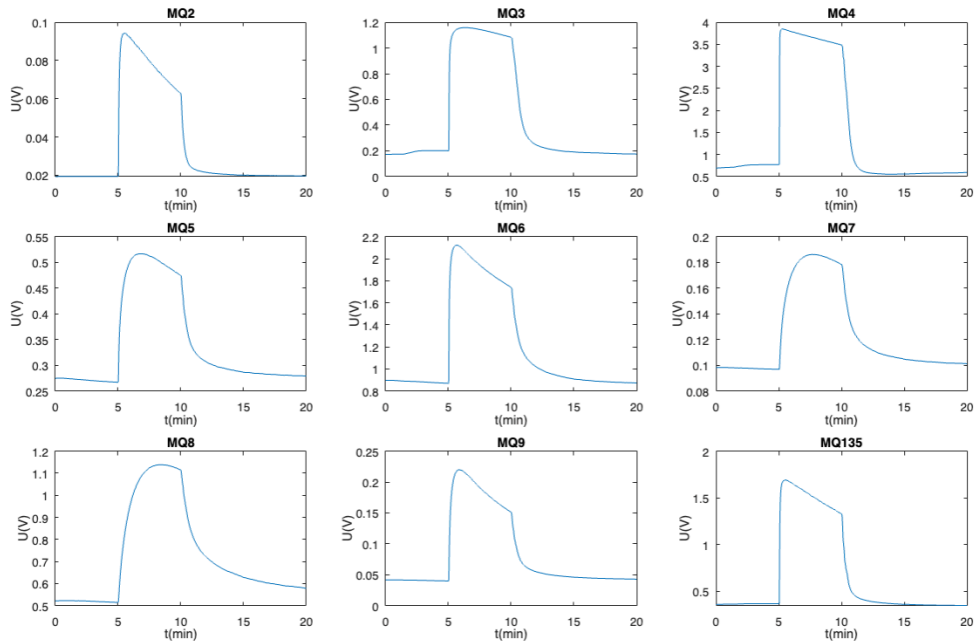 MQ2
0.1
0.08
0.06
0.04
0.02
U(V)
0 5 10 15 20
t(min)
MQ3
1.2
1
0.8
0.6
0.4
0.2
0
U(V)
0 5 10 15 20
t(min)
MQ4
4
3.5
3
2.5
2
1.5
1
0.5
U(V)
0 5 10 15 20
t(min)
MQ5
0.55
0.5
0.45
0.4
0.35
0.3
0.25
U(V)
0 5 10 15 20
t(min)
MQ6
2.2
2
1.8
1.6
1.4
1.2
1
0.8
U(V)
0 5 10 15 20
t(min)
MQ7
0.2
0.18
0.16
0.14
0.12
0.1
0.08
U(V)
0 5 10 15 20
t(min)
MQ8
1.2
1.1
1
0.9
0.8
0.7
0.6
0.5
U(V)
0 5 10 15 20
t(min)
MQ9
0.25
0.2
0.15
0.1
0.05
0
U(V)
0 5 10 15 20
t(min)
MQ135
2
1.5
1
0.5
U(V)
0 5 10 15 20
t(min)